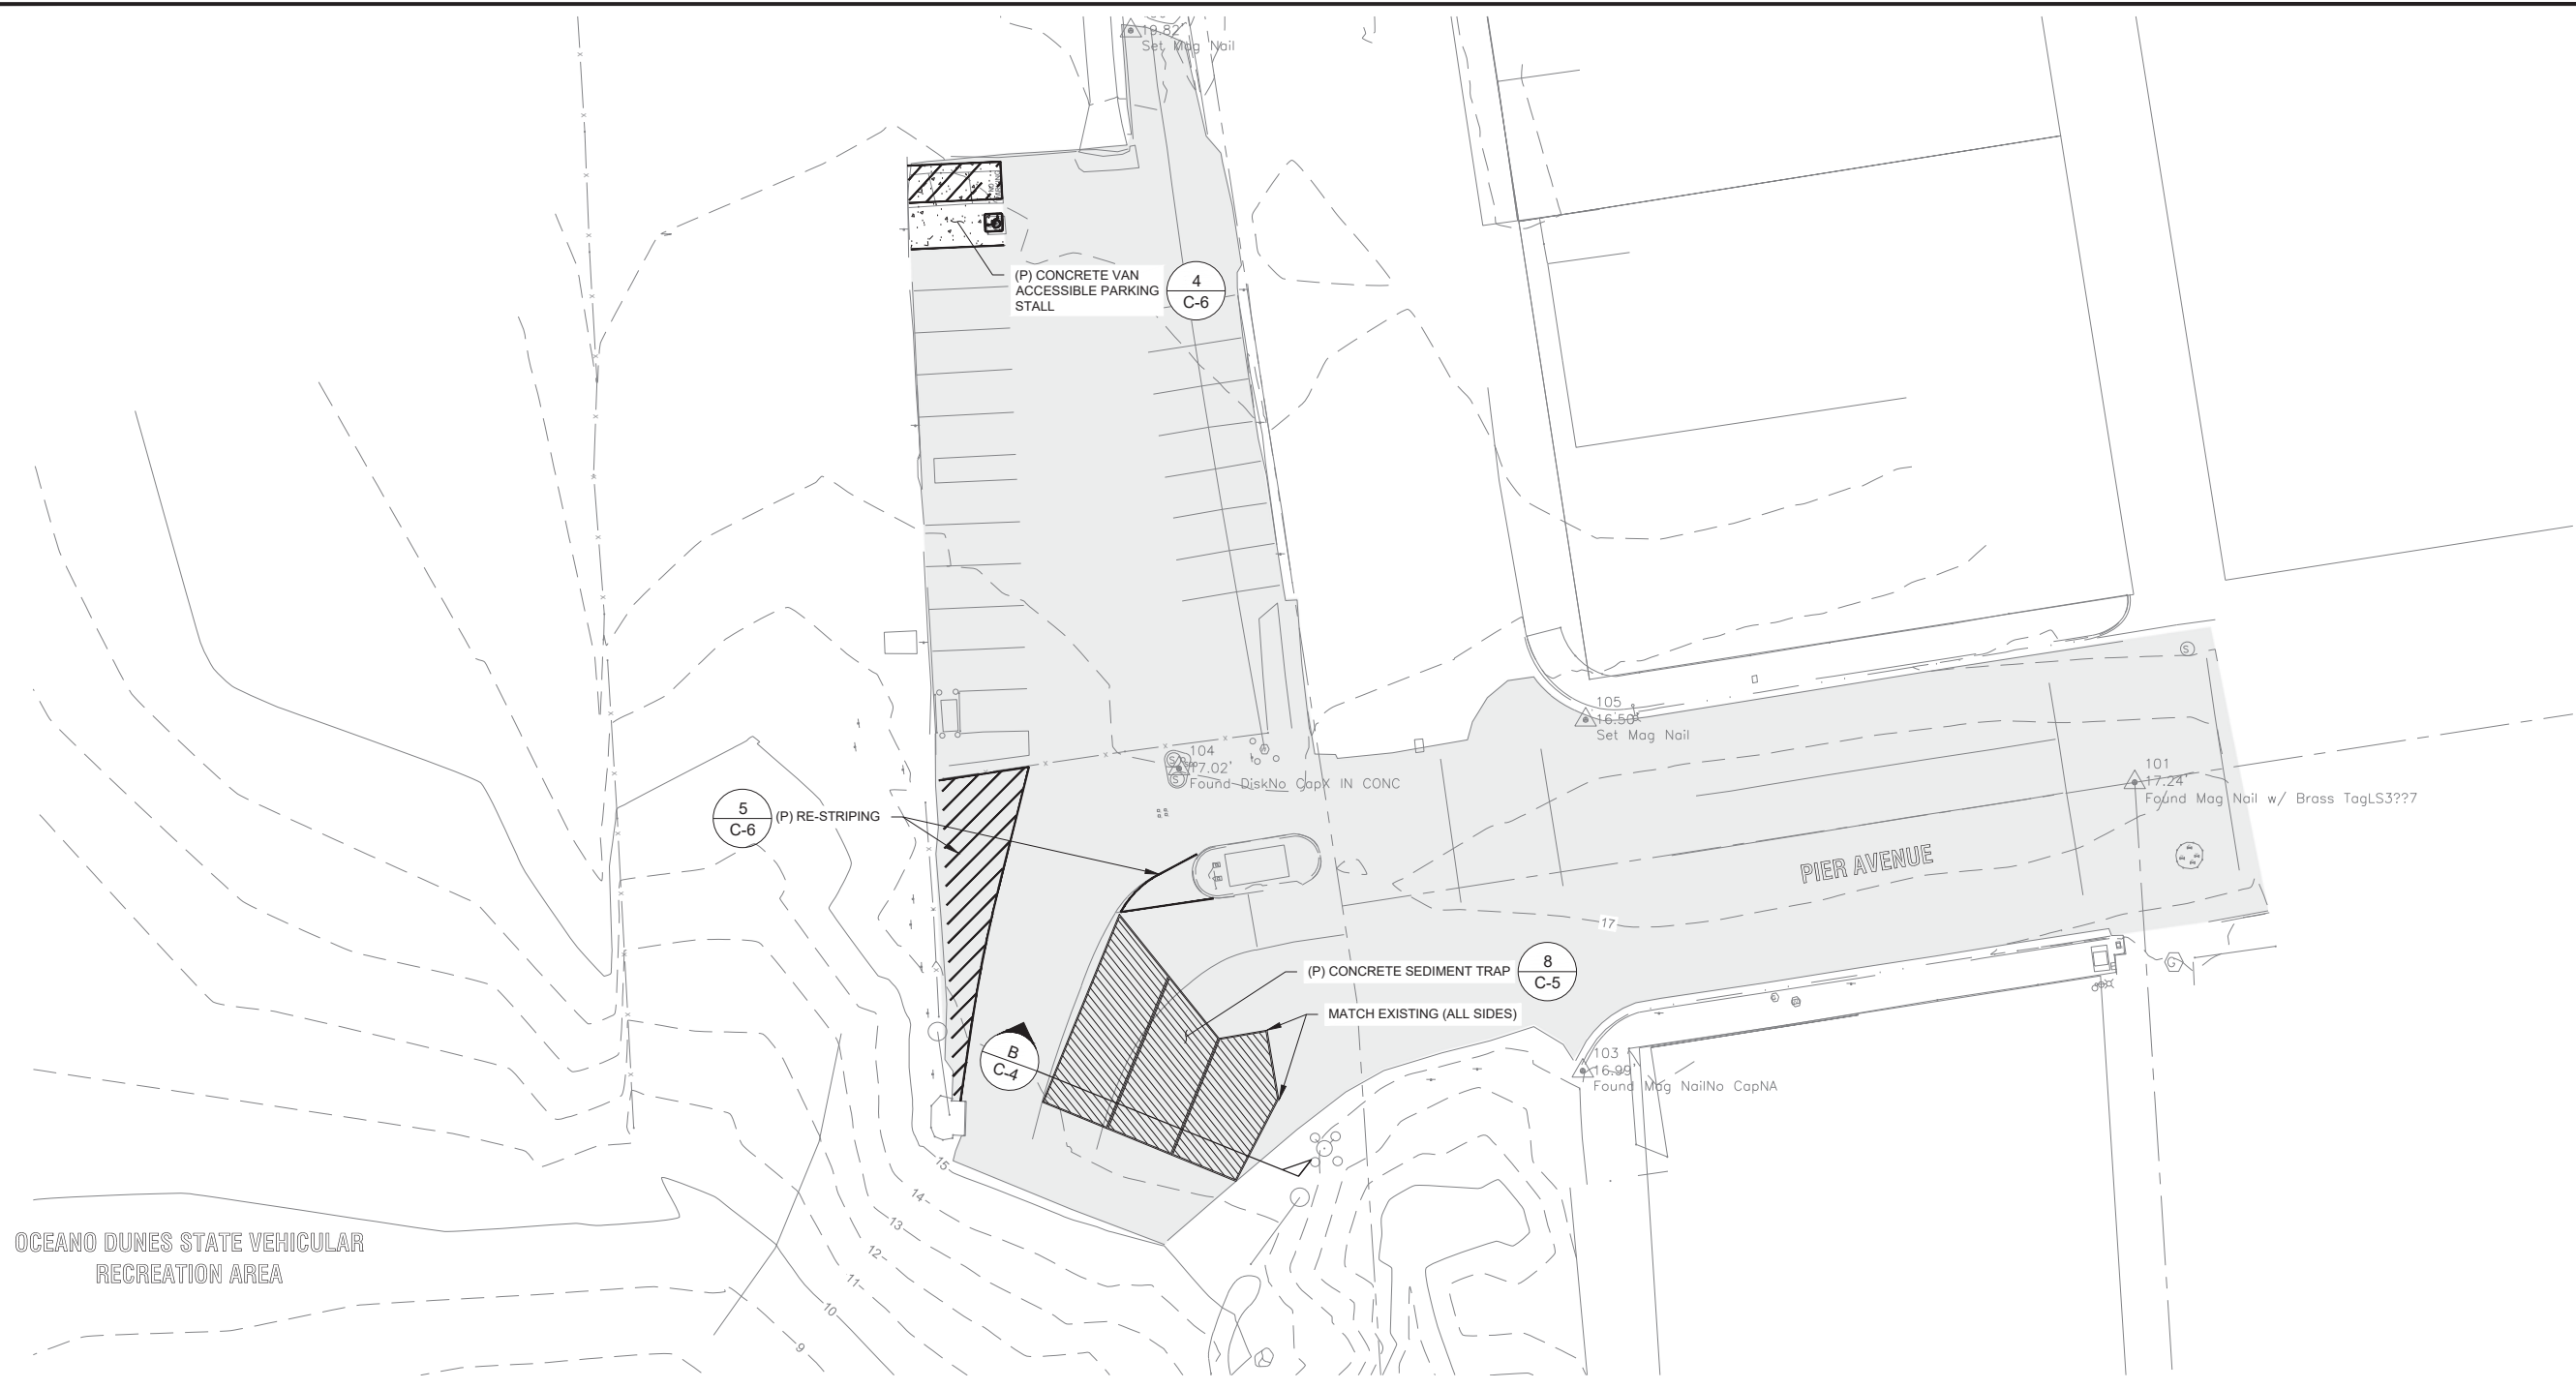 19.82'
Set Mag Nail
NO
PARKING
(P) CONCRETE VAN
ACCESSIBLE PARKING
STALL
4
C-6
105
16.50'
Set Mag Nail
104
17.02'
Found DiskNo CapX IN CONC
101
17.24'
Found Mag Nail w/ Brass TagLS3??7
5
C-6
(P) RE-STRIPING
PIER AVENUE
17
(P) CONCRETE SEDIMENT TRAP
8
C-5
MATCH EXISTING (ALL SIDES)
B
C-4
103
16.99'
Found Mag NailNo CapNA
S
S
S
G
15
14
13
12
11
10
9
OCEANO DUNES STATE VEHICULAR
RECREATION AREA